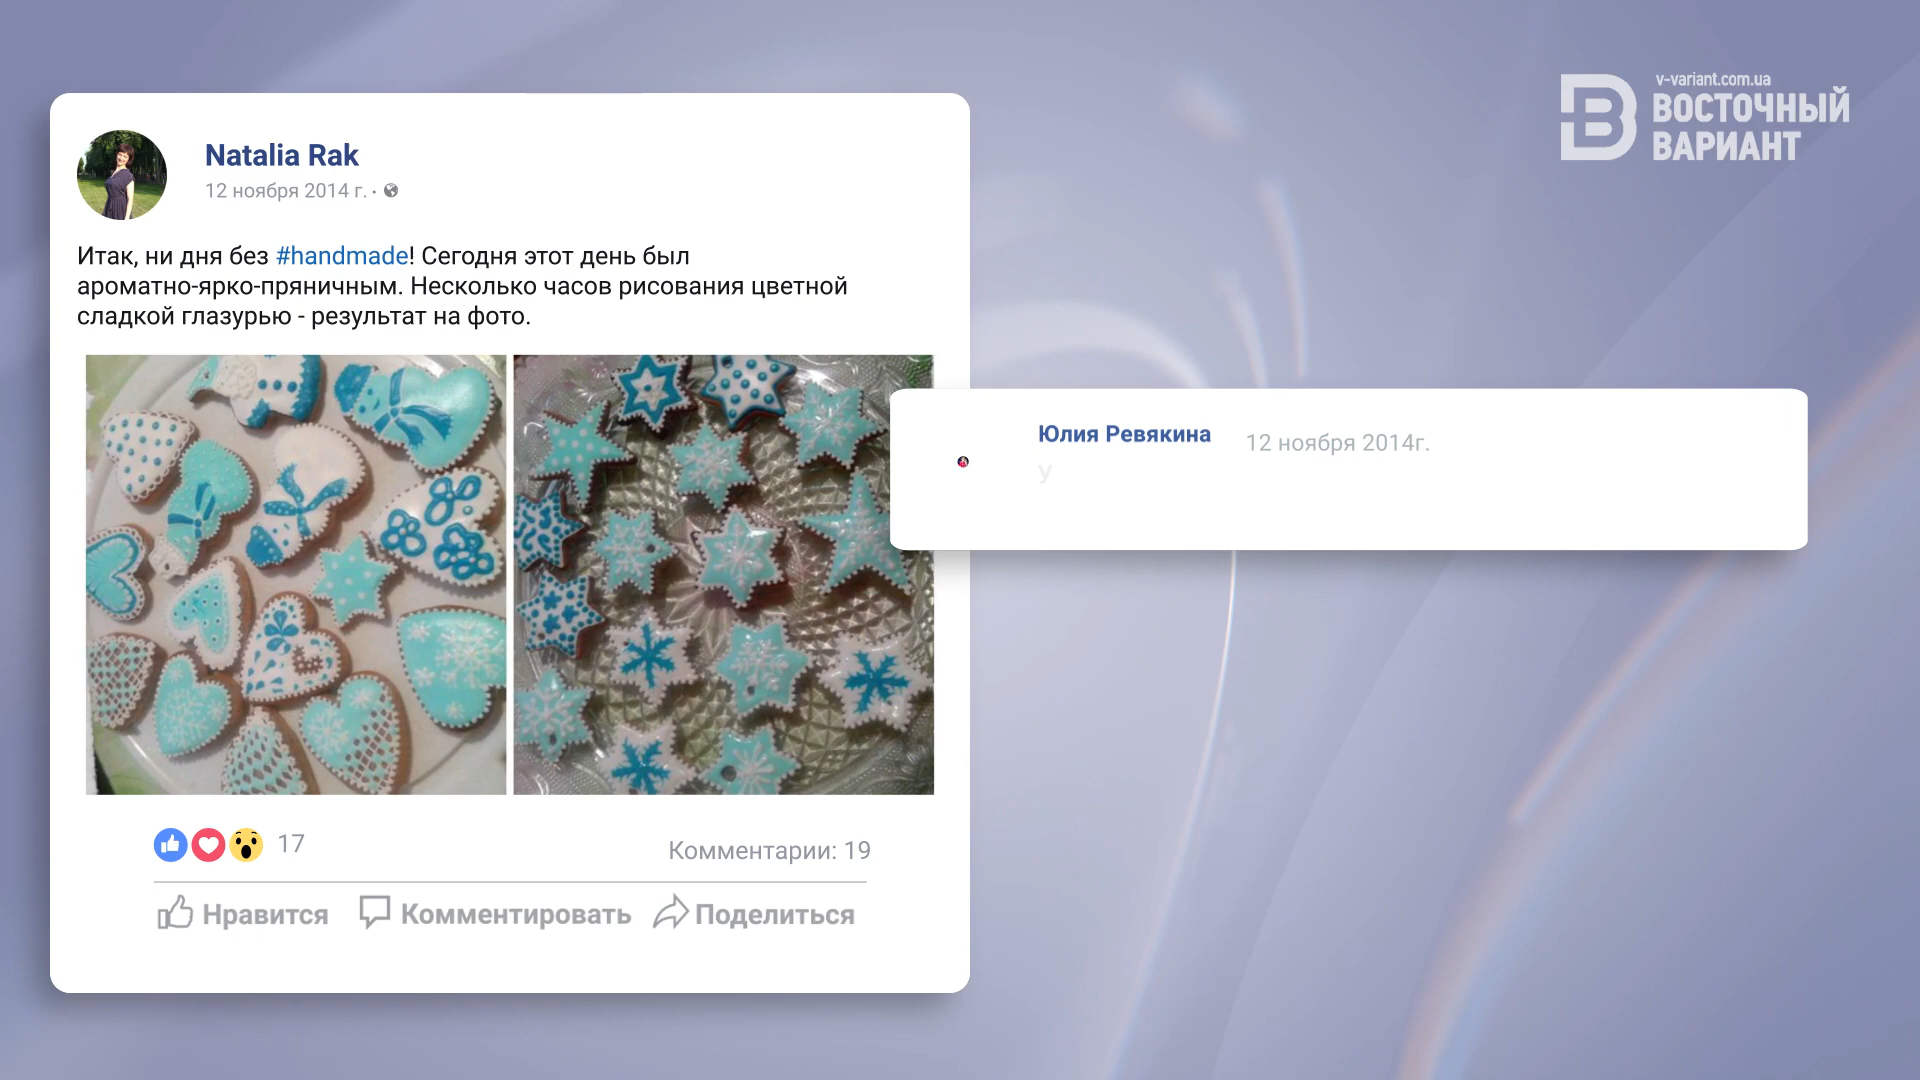 v-variant.com.ua
ВОСТОЧНЫЙ
ВАРИАНТ
Natalia Rak
12 ноября 2014 г. ·
Итак, ни дня без #handmade! Сегодня этот день был
ароматно-ярко-пряничным. Несколько часов рисования цветной
сладкой глазурью - результат на фото.
Юлия Ревякина 12 ноября 2014г.
У
17
Комментарии: 19
Нравится Комментировать Поделиться